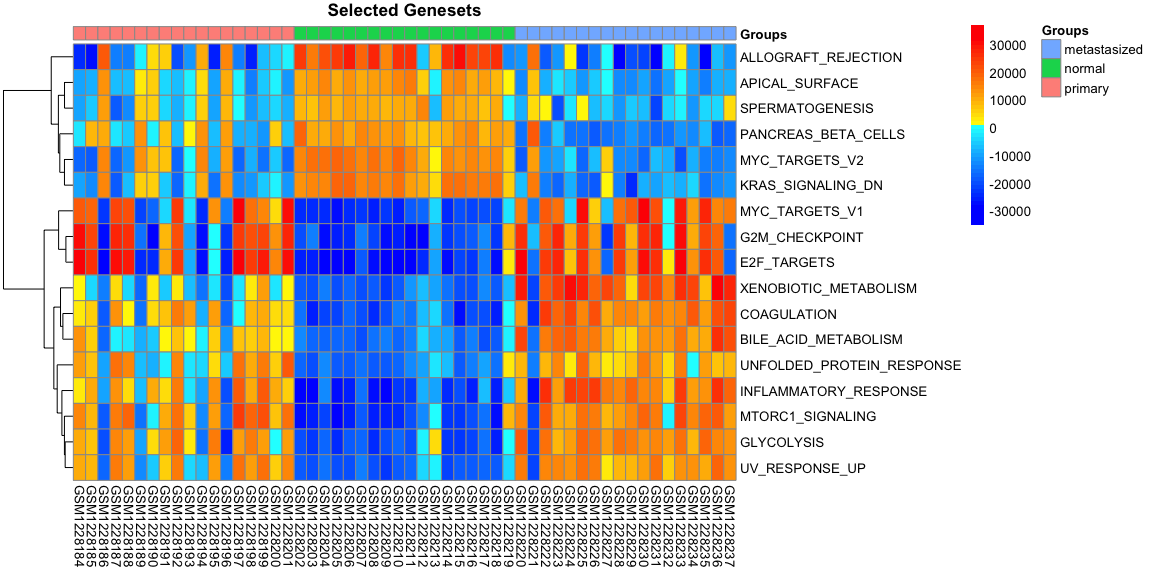 Selected Genesets
Groups
ALLOGRAFT_REJECTION
APICAL_SURFACE
SPERMATOGENESIS
PANCREAS_BETA_CELLS
MYC_TARGETS_V2
KRAS_SIGNALING_DN
MYC_TARGETS_V1
G2M_CHECKPOINT
E2F_TARGETS
XENOBIOTIC_METABOLISM
COAGULATION
BILE_ACID_METABOLISM
UNFOLDED_PROTEIN_RESPONSE
INFLAMMATORY_RESPONSE
MTORC1_SIGNALING
GLYCOLYSIS
UV_RESPONSE_UP
30000
20000
10000
0
-10000
-20000
-30000
Groups
metastasized
normal
primary
GSM1228184
GSM1228185
GSM1228186
GSM1228187
GSM1228188
GSM1228189
GSM1228190
GSM1228191
GSM1228192
GSM1228193
GSM1228194
GSM1228195
GSM1228196
GSM1228197
GSM1228198
GSM1228199
GSM1228200
GSM1228201
GSM1228202
GSM1228203
GSM1228204
GSM1228205
GSM1228206
GSM1228207
GSM1228208
GSM1228209
GSM1228210
GSM1228211
GSM1228212
GSM1228213
GSM1228214
GSM1228215
GSM1228216
GSM1228217
GSM1228218
GSM1228219
GSM1228220
GSM1228221
GSM1228222
GSM1228223
GSM1228224
GSM1228225
GSM1228226
GSM1228227
GSM1228228
GSM1228229
GSM1228230
GSM1228231
GSM1228232
GSM1228233
GSM1228234
GSM1228235
GSM1228236
GSM1228237